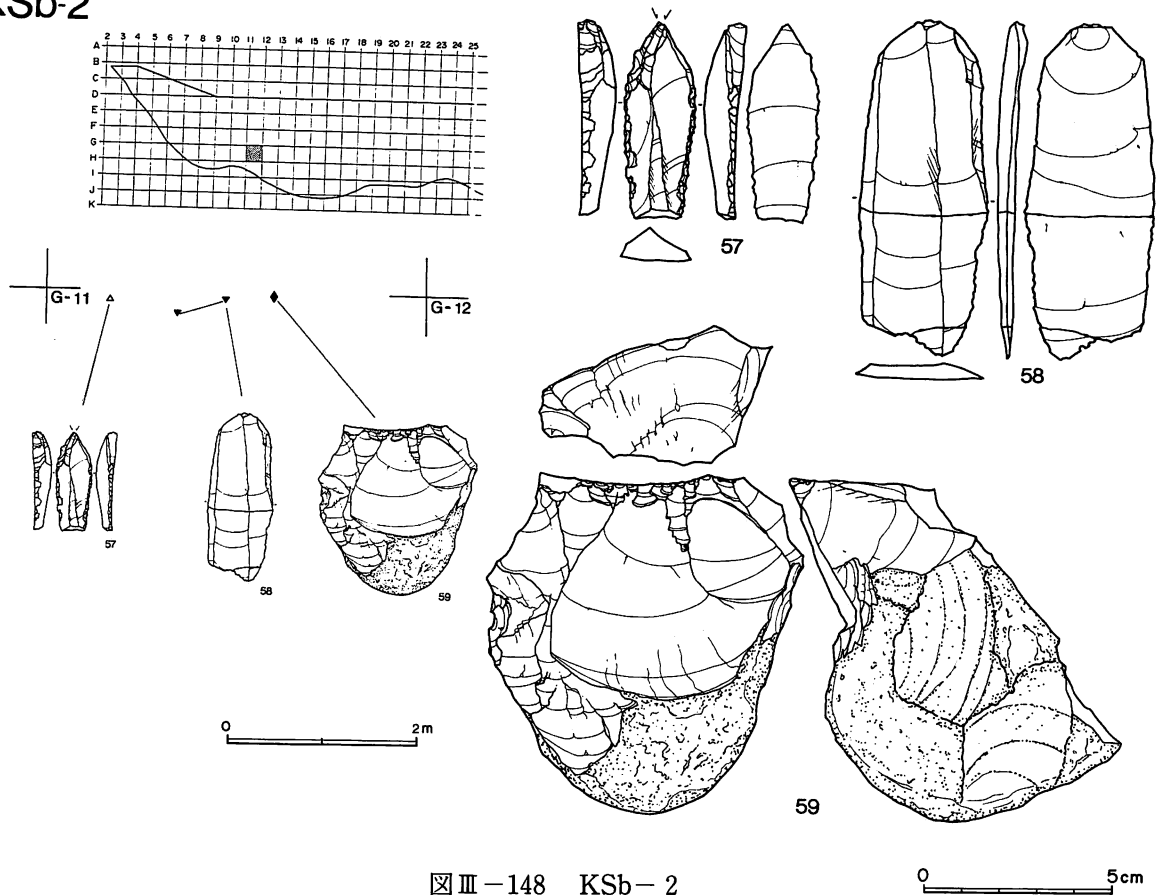 KSb-2
2 3 4 5 6 7 8 9 10 11 12 13 14 15 16 17 18 19 20 21 22 23 24 25
A
B
C
D
E
F
G
H
I
J
K
57
58
G-11
G-12
57
58
59
0 2m
59
図Ⅲ-148 KSb-2
0 5cm